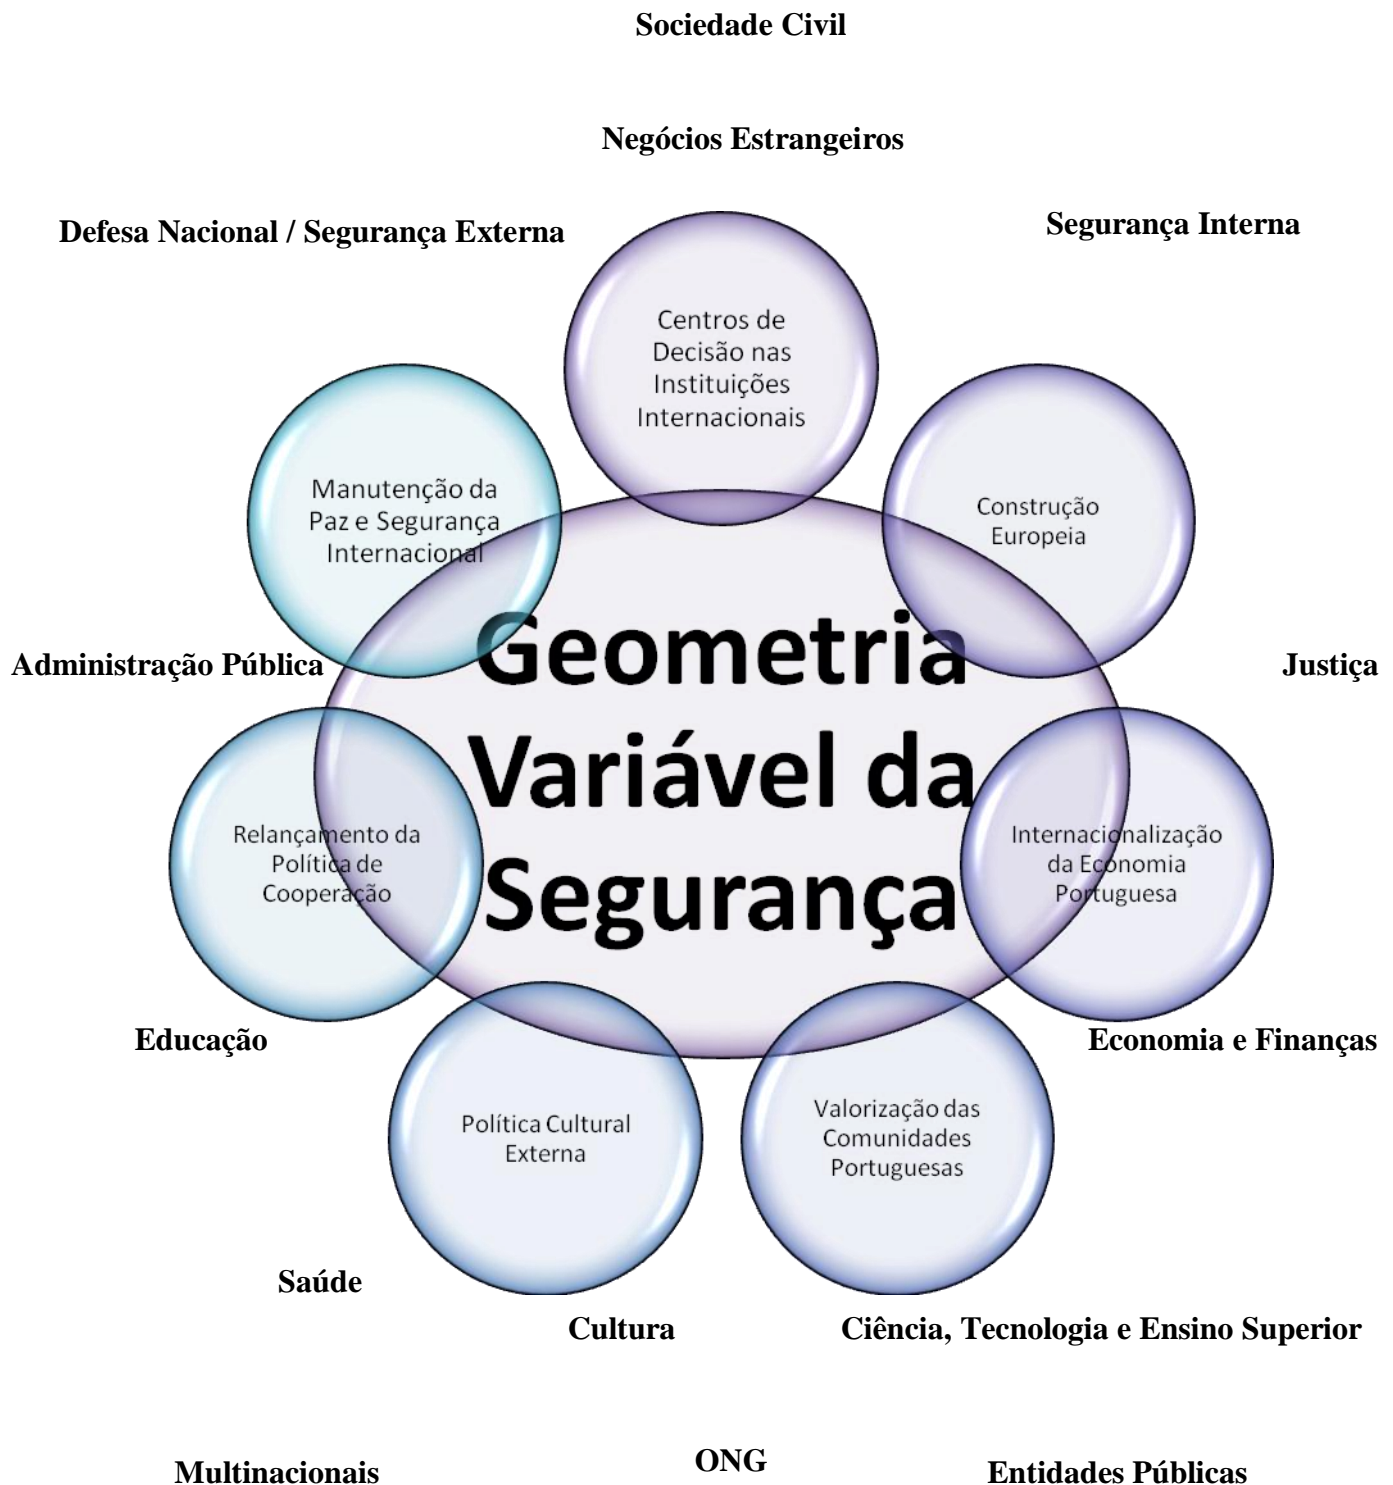 Sociedade Civil
Negócios Estrangeiros
Defesa Nacional / Segurança Externa
Segurança Interna
Centros de
Decisão nas
Instituições
Internacionais
Manutenção da
Paz e Segurança
Internacional
Construção
Europeia
Geometria
Variável da
Segurança
Administração Pública
Justiça
Relançamento da
Política de
Cooperação
Internacionalização
da Economia
Portuguesa
Educação
Economia e Finanças
Política Cultural
Externa
Valorização das
Comunidades
Portuguesas
Saúde
Cultura
Ciência, Tecnologia e Ensino Superior
Multinacionais
ONG
Entidades Públicas